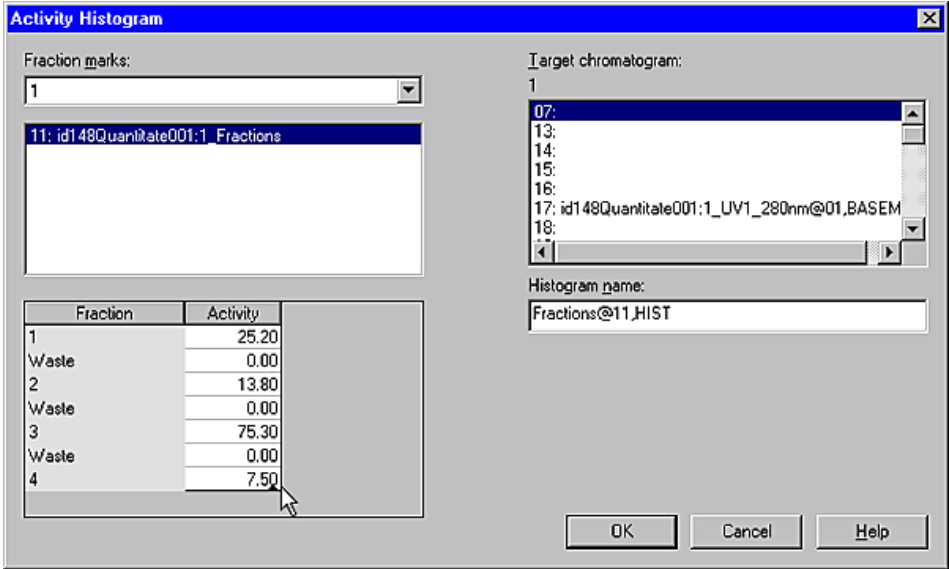 Activity Histogram
Fraction marks:
1
11: id148Quantitate001:1_Fractions
Fraction Activity
1 25.20
Waste 0.00
2 13.80
Waste 0.00
3 75.30
Waste 0.00
4 7.50
Target chromatogram:
1
07:
13:
14:
15:
16:
17: id148Quantitate001:1_UV1_280nm@01,BASEM
18:
Histogram name:
Fractions@11,HIST
OK Cancel Help